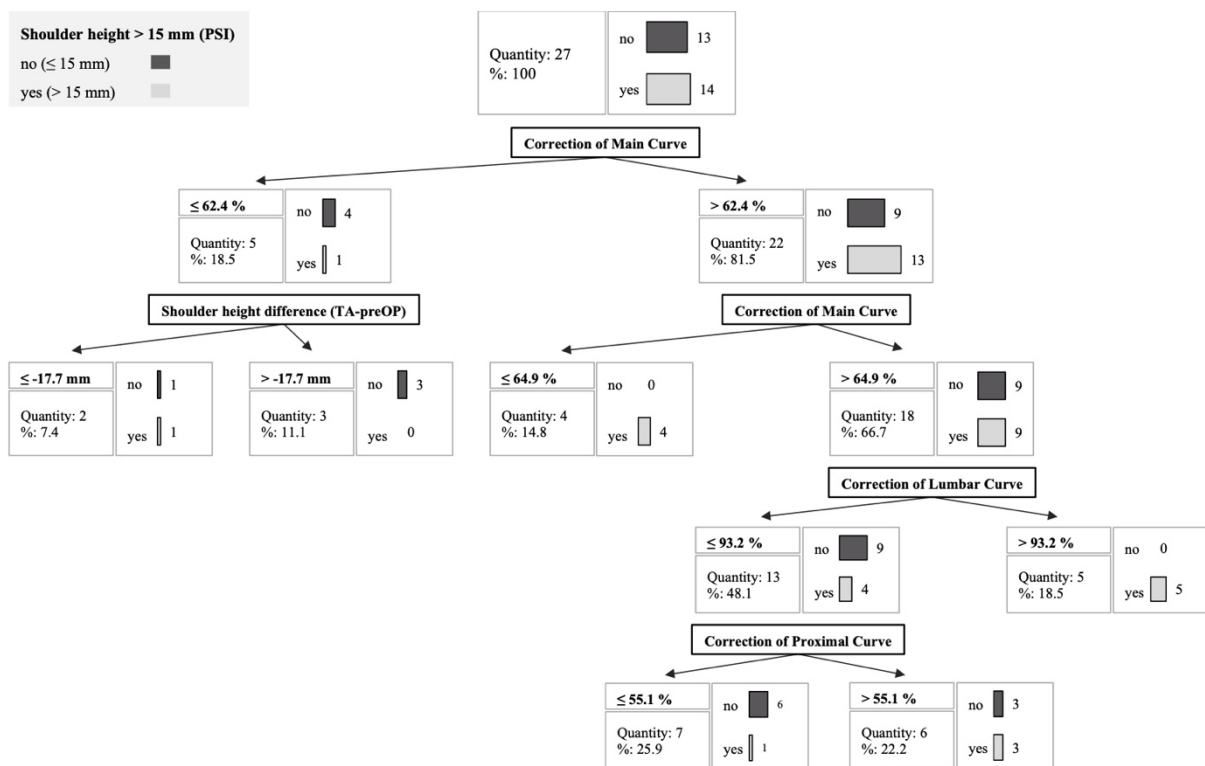 Shoulder height > 15 mm (PSI)
no (≤ 15 mm)
yes (> 15 mm)
Quantity: 27
%: 100
no 13
yes 14
Correction of Main Curve
≤ 62.4 %
Quantity: 5
%: 18.5
no 4
yes 1
> 62.4 %
Quantity: 22
%: 81.5
no 9
yes 13
Shoulder height difference (TA-preOP)
Correction of Main Curve
≤ -17.7 mm
Quantity: 2
%: 7.4
no 1
yes 1
> -17.7 mm
Quantity: 3
%: 11.1
no 3
yes 0
≤ 64.9 %
Quantity: 4
%: 14.8
no 0
yes 4
> 64.9 %
Quantity: 18
%: 66.7
no 9
yes 9
Correction of Lumbar Curve
≤ 93.2 %
Quantity: 13
%: 48.1
no 9
yes 4
> 93.2 %
Quantity: 5
%: 18.5
no 0
yes 5
Correction of Proximal Curve
≤ 55.1 %
Quantity: 7
%: 25.9
no 6
yes 1
> 55.1 %
Quantity: 6
%: 22.2
no 3
yes 3